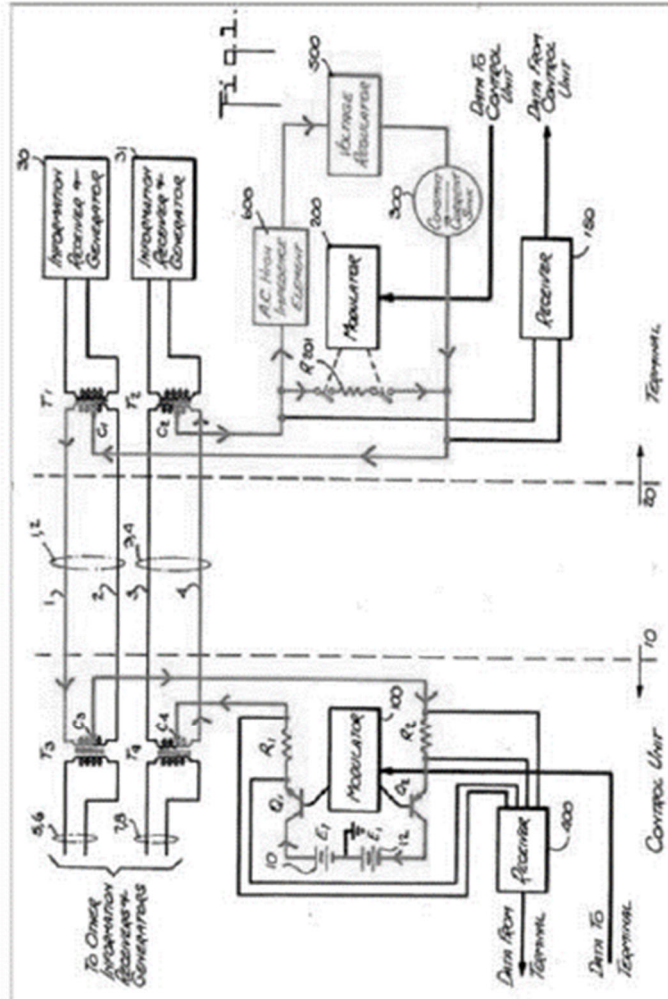 TO OTHER
INFORMATION
RECEIVERS &
GENERATORS
5,6
7,8
T3
C3
T4
C4
1
2
3
4
1,2
3,4
T1
C1
T2
C2
INFORMATION
RECEIVER &
GENERATOR
30
INFORMATION
RECEIVER &
GENERATOR
31
10
E1
E1
12
Q1
Q2
R1
R2
MODULATOR
100
RECEIVER
400
DATA FROM
TERMINAL
DATA TO
TERMINAL
CONTROL UNIT
10
20
TERMINAL
A.C. HIGH
IMPEDENCE
ELEMENT
600
MODULATOR
200
R201
VOLTAGE
REGULATOR
500
CONSTANT
CURRENT
SINK
300
RECEIVER
150
DATA TO
CONTROL
UNIT
DATA FROM
CONTROL
UNIT
Fig.1.